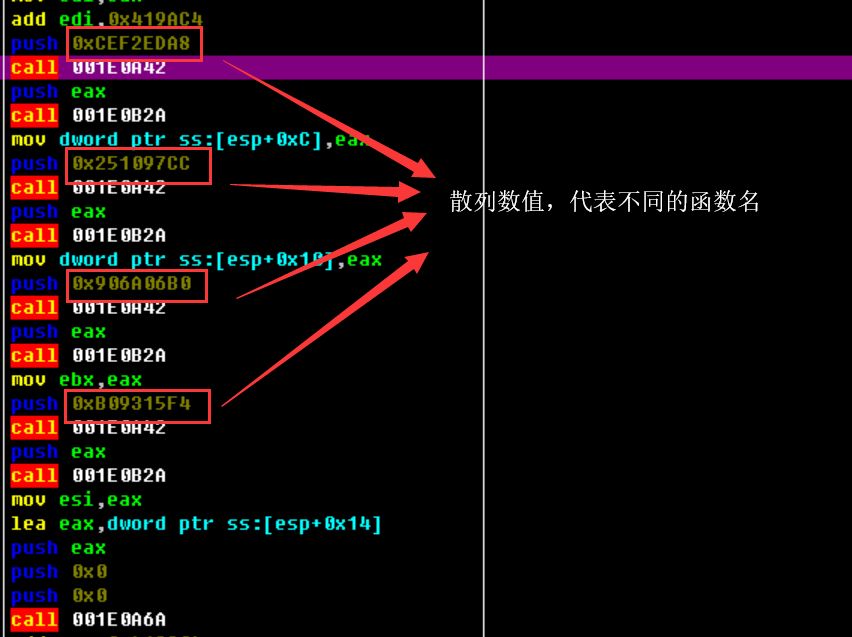 add edi,0x419AC4
push 0xCEF2EDA8
call 001E0A42
push eax
call 001E0B2A
mov dword ptr ss:[esp+0xC],eax
push 0x251097CC
call 001E0A42
push eax
call 001E0B2A
散列数值，代表不同的函数名
mov dword ptr ss:[esp+0x10],eax
push 0x906A06B0
call 001E0A42
push eax
call 001E0B2A
mov ebx,eax
push 0xB09315F4
call 001E0A42
push eax
call 001E0B2A
mov esi,eax
lea eax,dword ptr ss:[esp+0x14]
push eax
push 0x0
push 0x0
call 001E0A6A